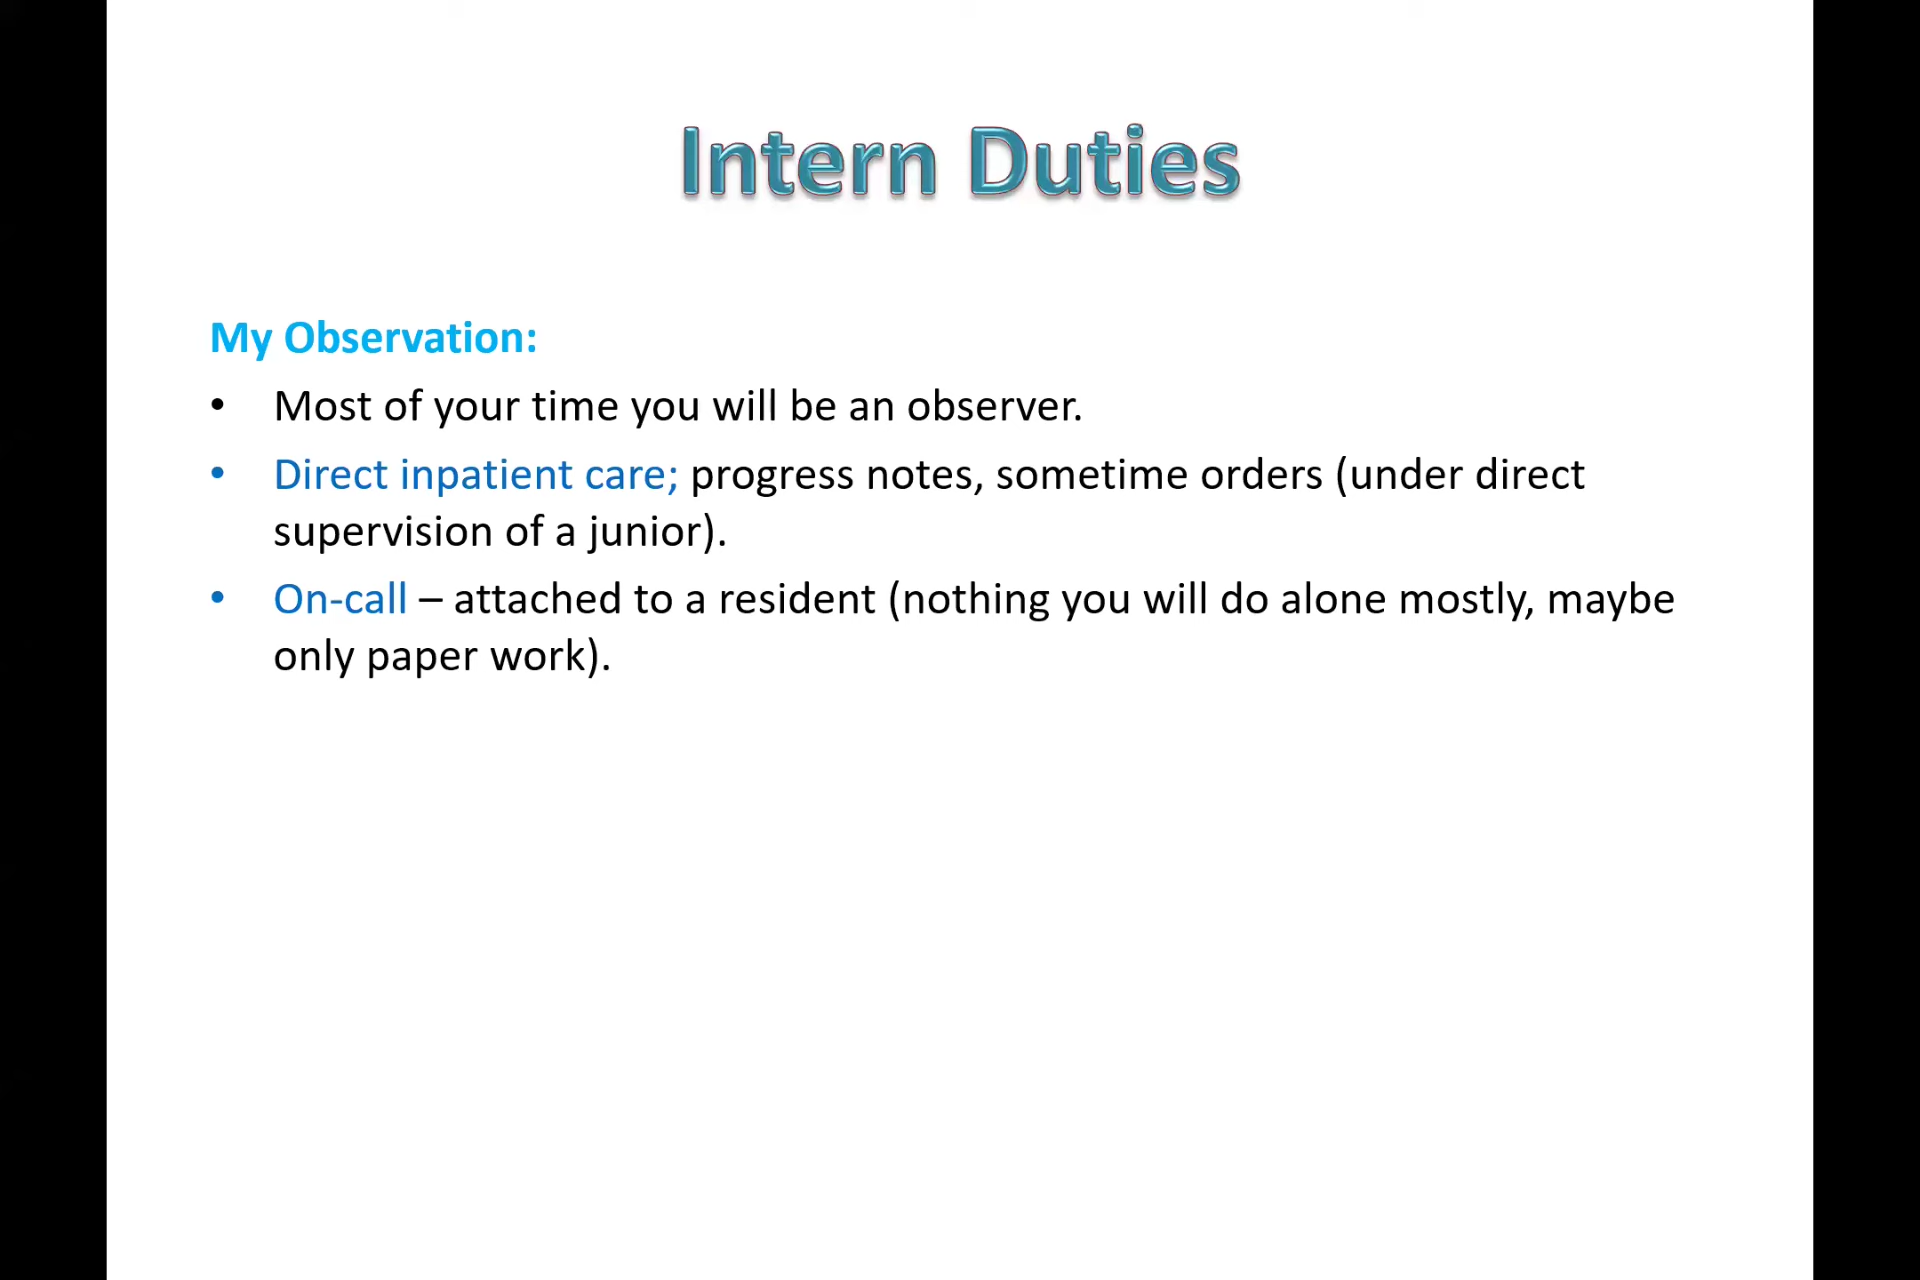 Intern Duties
My Observation:
• Most of your time you will be an observer.
• Direct inpatient care; progress notes, sometime orders (under direct
supervision of a junior).
• On-call – attached to a resident (nothing you will do alone mostly, maybe
only paper work).